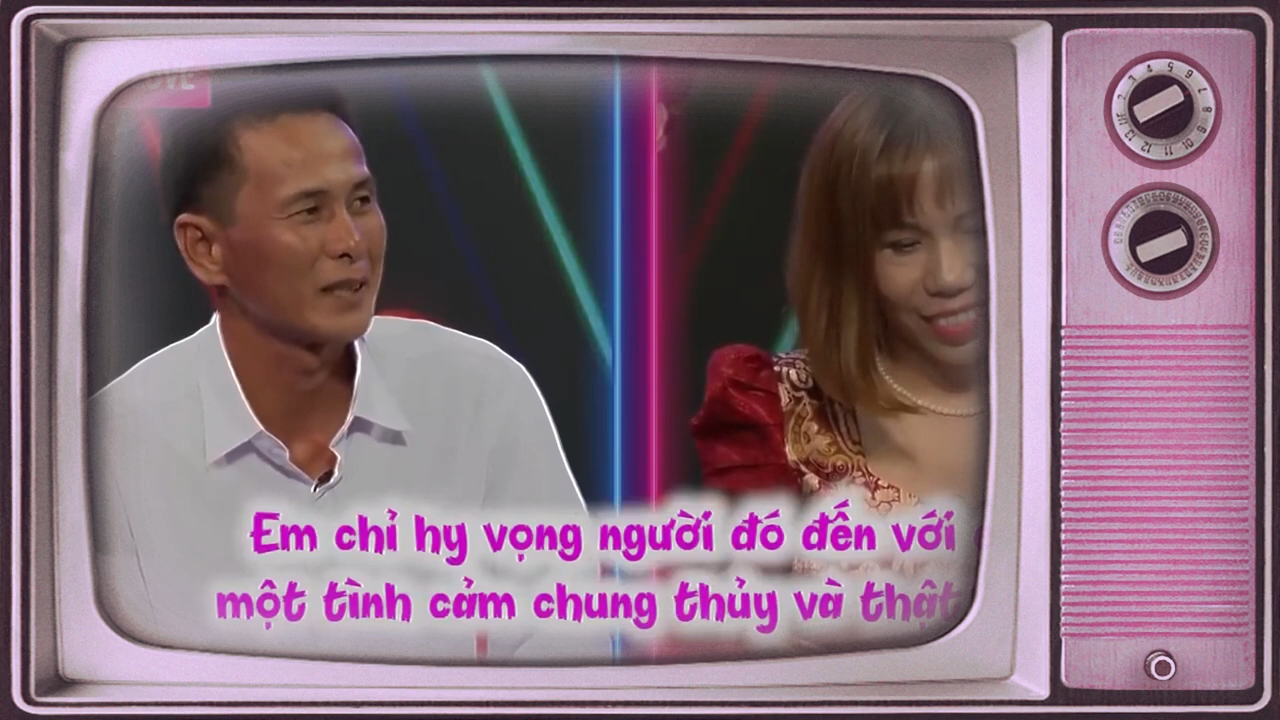 Em chỉ hy vọng người đó đến với
một tình cảm chung thủy và thật